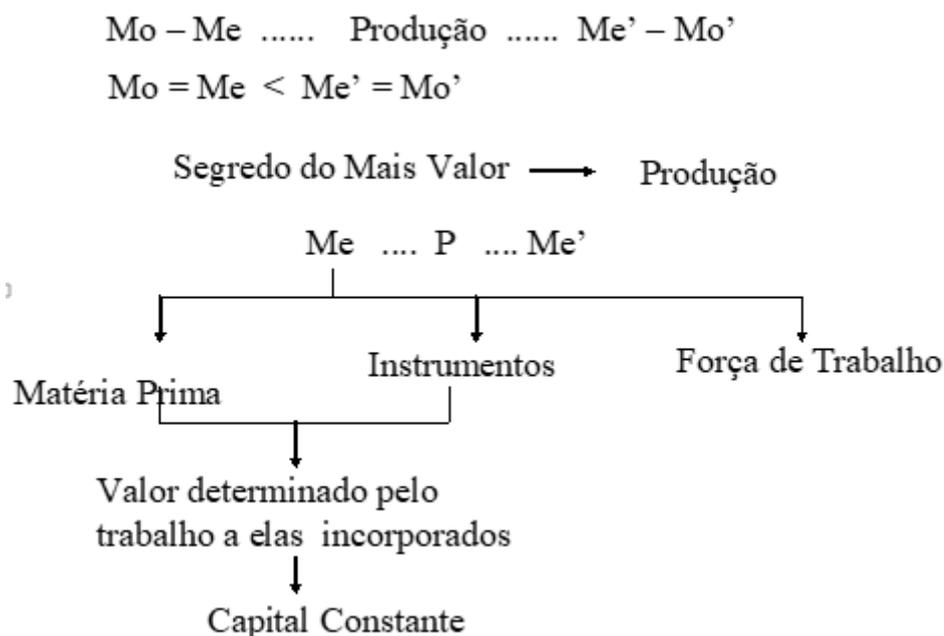 Mo – Me ...... Produção ...... Me’ – Mo’
Mo = Me < Me’ = Mo’
Segredo do Mais Valor Produção
Me .... P .... Me’
Matéria Prima Instrumentos Força de Trabalho
Valor determinado pelo
trabalho a elas incorporados
Capital Constante